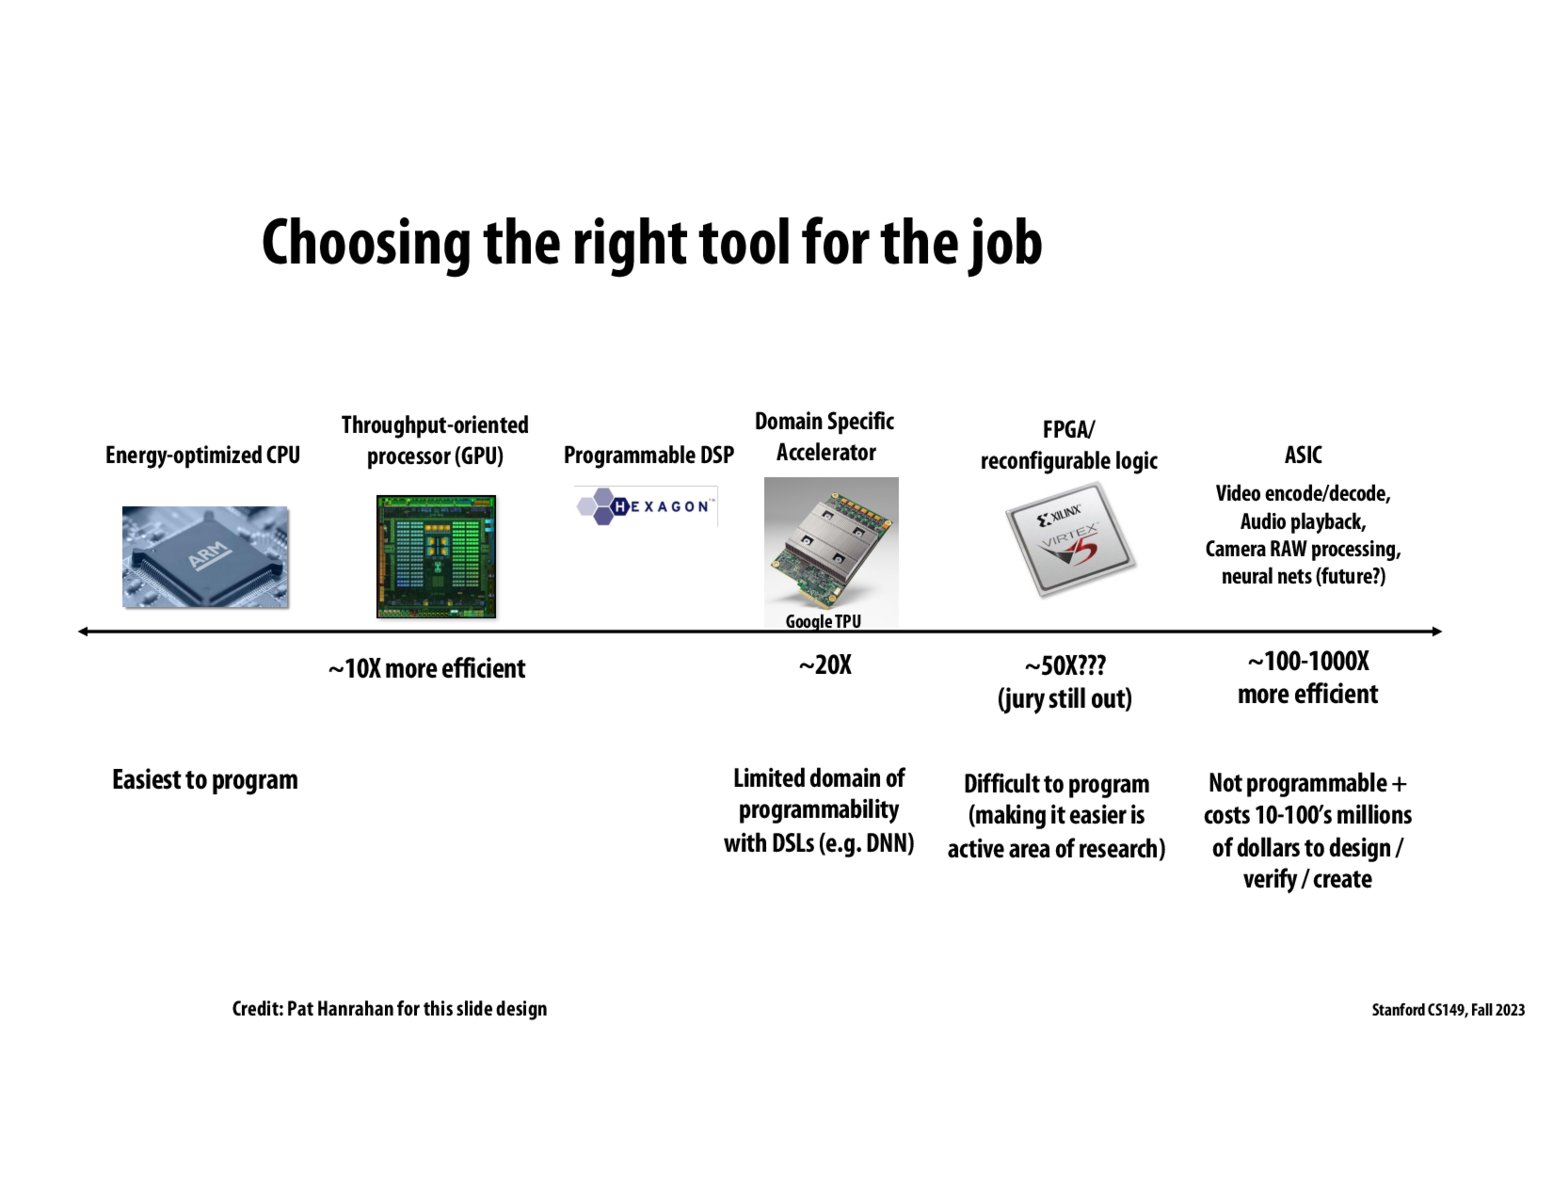 Choosing the right tool for the job
Energy-optimized CPU
ARM
Throughput-oriented
processor (GPU)
Programmable DSP
HEXAGON™
Domain Specific
Accelerator
Google TPU
FPGA/
reconfigurable logic
XILINX
VIRTEX
5
ASIC
Video encode/decode,
Audio playback,
Camera RAW processing,
neural nets (future?)
~10X more efficient
~20X
~50X???
(jury still out)
~100-1000X
more efficient
Easiest to program
Limited domain of
programmability
with DSLs (e.g. DNN)
Difficult to program
(making it easier is
active area of research)
Not programmable +
costs 10-100’s millions
of dollars to design /
verify / create
Credit: Pat Hanrahan for this slide design
Stanford CS149, Fall 2023